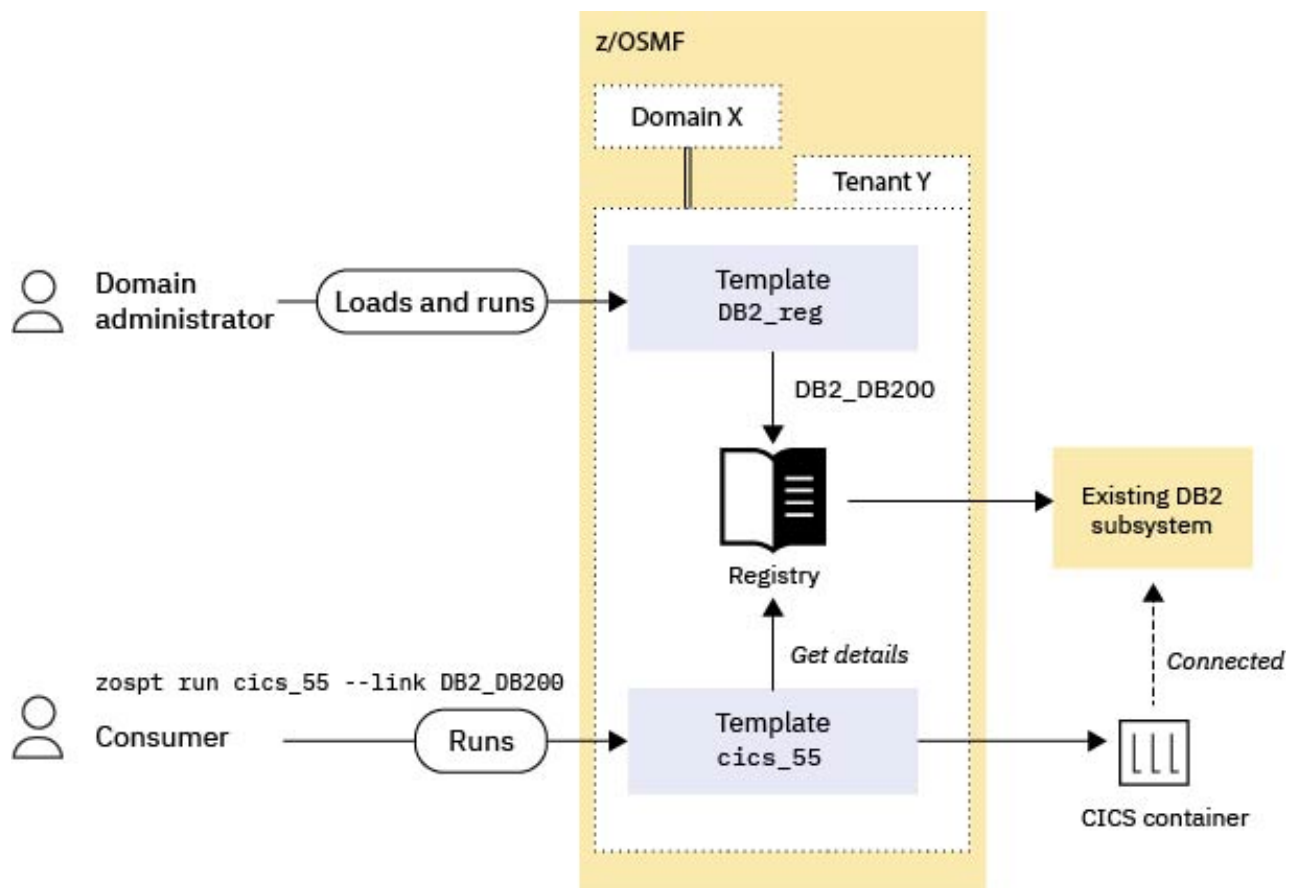 z/OSMF
Domain X
Tenant Y
Domain
administrator
Loads and runs
Template
DB2_reg
DB2_DB200
Existing DB2
subsystem
Registry
Get details
Connected
zospt run cics_55 --link DB2_DB200
Consumer
Runs
Template
cics_55
CICS container